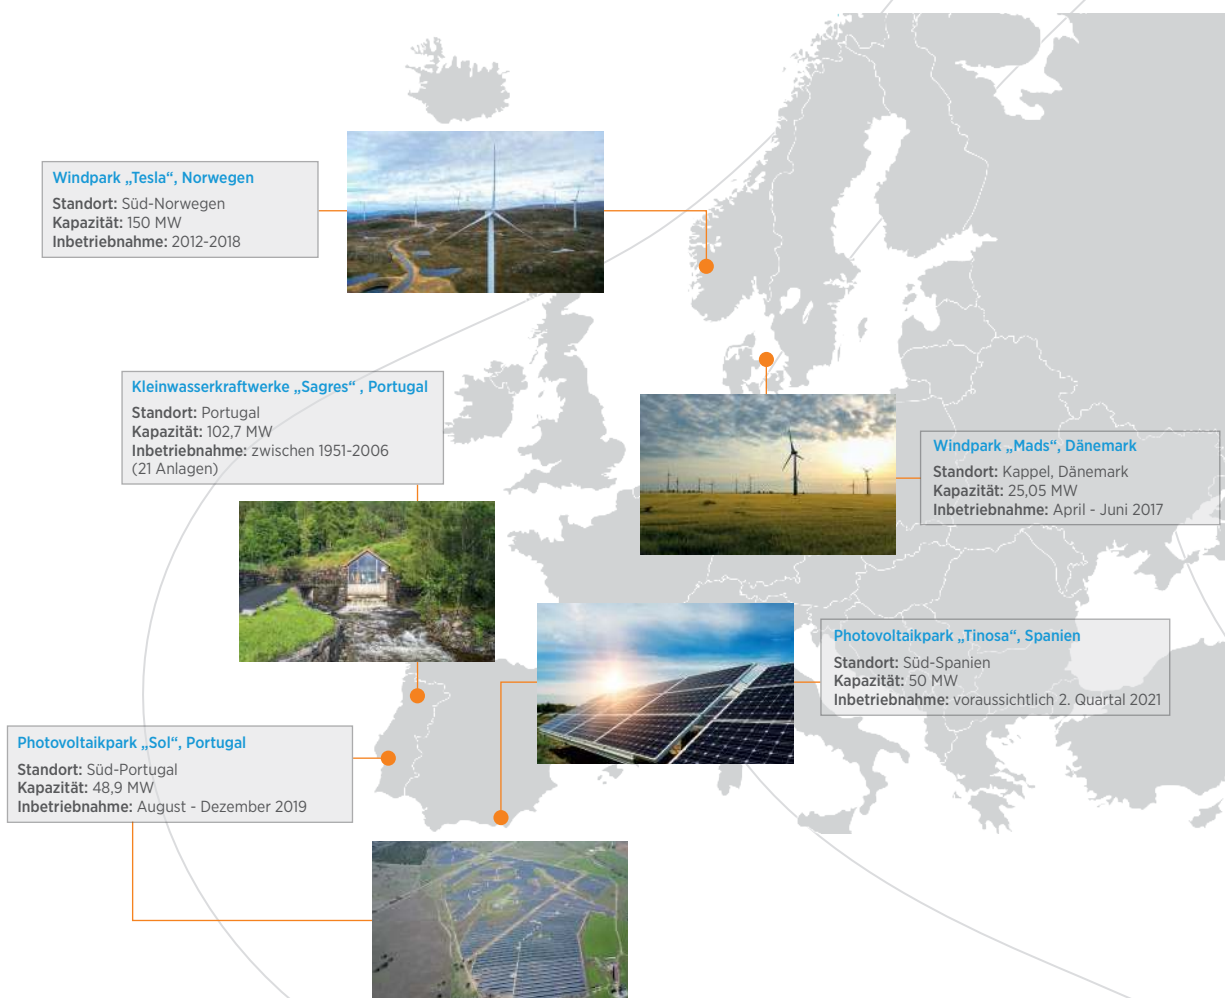 Windpark „Tesla“, Norwegen
Standort: Süd-Norwegen
Kapazität: 150 MW
Inbetriebnahme: 2012-2018
Kleinwasserkraftwerke „Sagres“ , Portugal
Standort: Portugal
Kapazität: 102,7 MW
Inbetriebnahme: zwischen 1951-2006
(21 Anlagen)
Windpark „Mads“, Dänemark
Standort: Kappel, Dänemark
Kapazität: 25,05 MW
Inbetriebnahme: April - Juni 2017
Photovoltaikpark „Tinosa“, Spanien
Standort: Süd-Spanien
Kapazität: 50 MW
Inbetriebnahme: voraussichtlich 2. Quartal 2021
Photovoltaikpark „Sol“, Portugal
Standort: Süd-Portugal
Kapazität: 48,9 MW
Inbetriebnahme: August - Dezember 2019